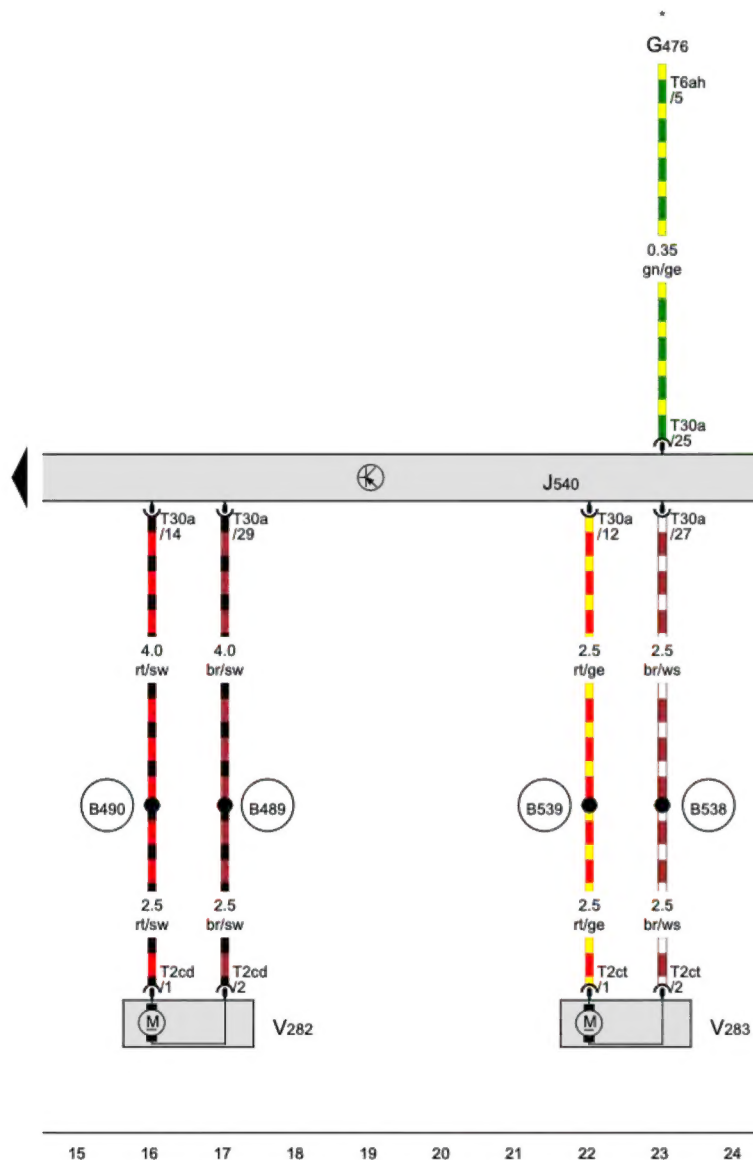 *
G476
T6ah
/5
0.35
gn/ge
T30a
/25
J540
T30a
/14
T30a
/29
T30a
/12
T30a
/27
4.0
rt/sw
4.0
br/sw
2.5
rt/ge
2.5
br/ws
B490
B489
B539
B538
2.5
rt/sw
2.5
br/sw
2.5
rt/ge
2.5
br/ws
T2cd
/1
T2cd
/2
T2ct
/1
T2ct
/2
M
V282
M
V283
15 16 17 18 19 20 21 22 23 24